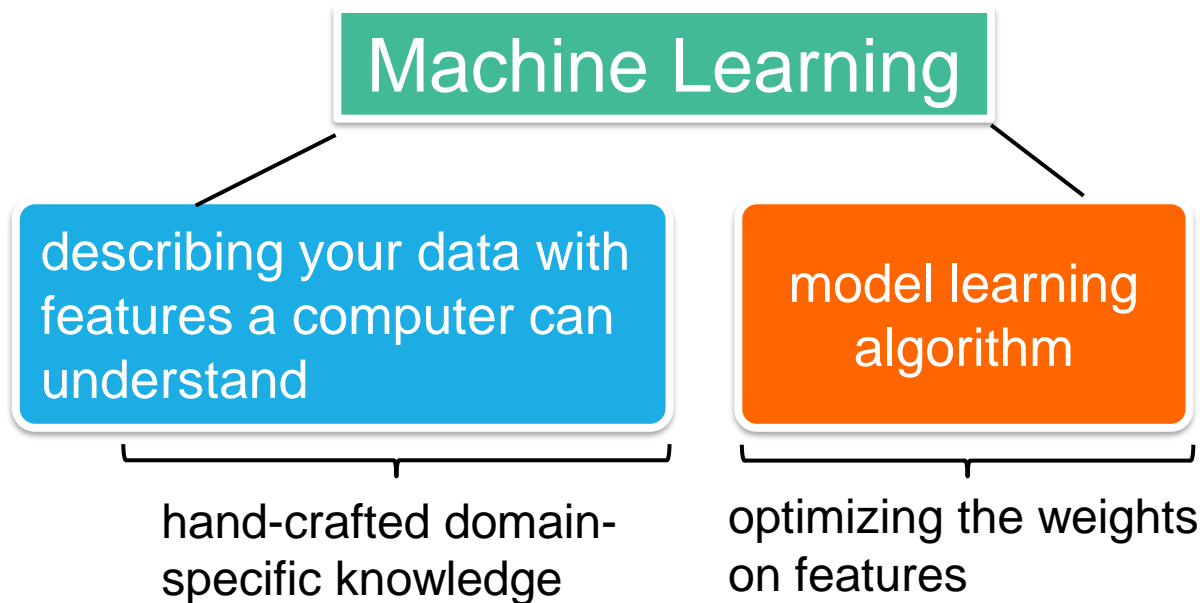 Machine Learning
describing your data with
features a computer can
understand
model learning
algorithm
hand-crafted domain-
specific knowledge
optimizing the weights
on features